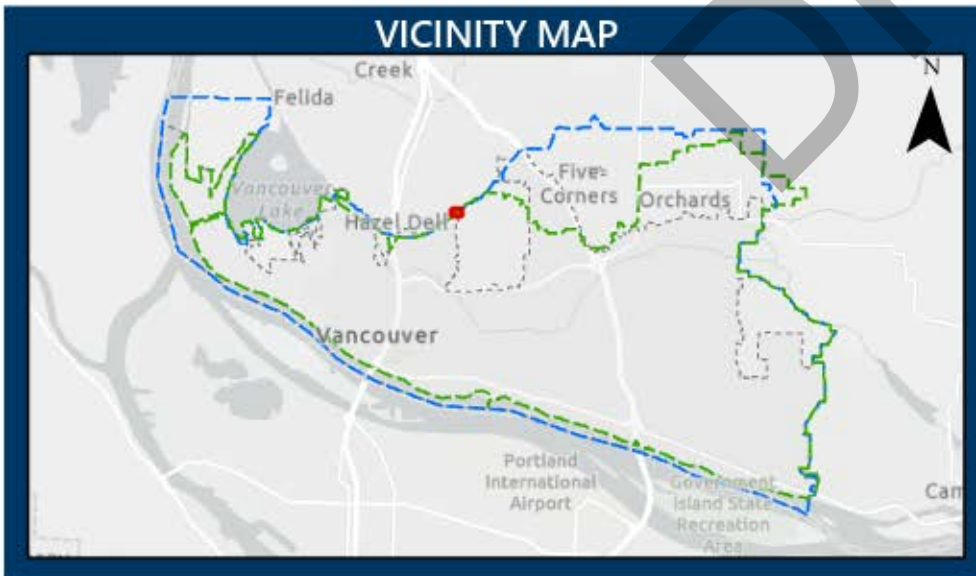 VICINITY MAP
Creek
N
Felida
Vancouver
Lake
Five
Corners
Orchards
Hazel Dell
Vancouver
Portland
International
Airport
Government
Island State
Recreation
Area
Cam